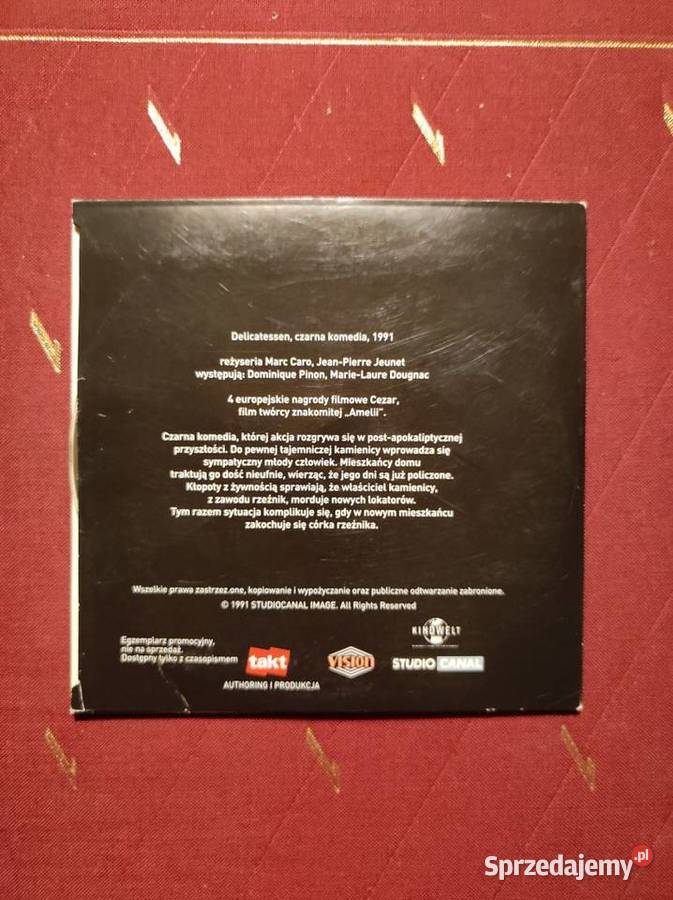 Delicatessen, czarna komedia, 1991
reżyseria Marc Caro, Jean-Pierre Jeunet
występują: Dominique Pinon, Marie-Laure Dougnac
4 europejskie nagrody filmowe Cezar,
film twórcy znakomitej „Amelii".
Czarna komedia, której akcja rozgrywa się w post-apokaliptycznej
przyszłości. Do pewnej tajemniczej kamienicy wprowadza się
sympatyczny młody człowiek. Mieszkańcy domu
traktują go dość nieufnie, wierząc, że jego dni są już policzone.
Kłopoty z żywnością sprawiają, że właściciel kamienicy,
z zawodu rzeźnik, morduje nowych lokatorów.
Tym razem sytuacja komplikuje się, gdy w nowym mieszkańcu
zakochuje się córka rzeźnika.
Wszelkie prawa zastrzeżone, kopiowanie i wypożyczanie oraz publiczne odtwarzanie zabronione.
© 1991 STUDIOCANAL IMAGE. All Rights Reserved
KINOWELT
Egzemplarz promocyjny,
nie na sprzedaż.
Dostępny tylko z czasopismem
takt
VISION
STUDIO CANAL
AUTHORING I PRODUKCJA
Sprzedajemy.pl